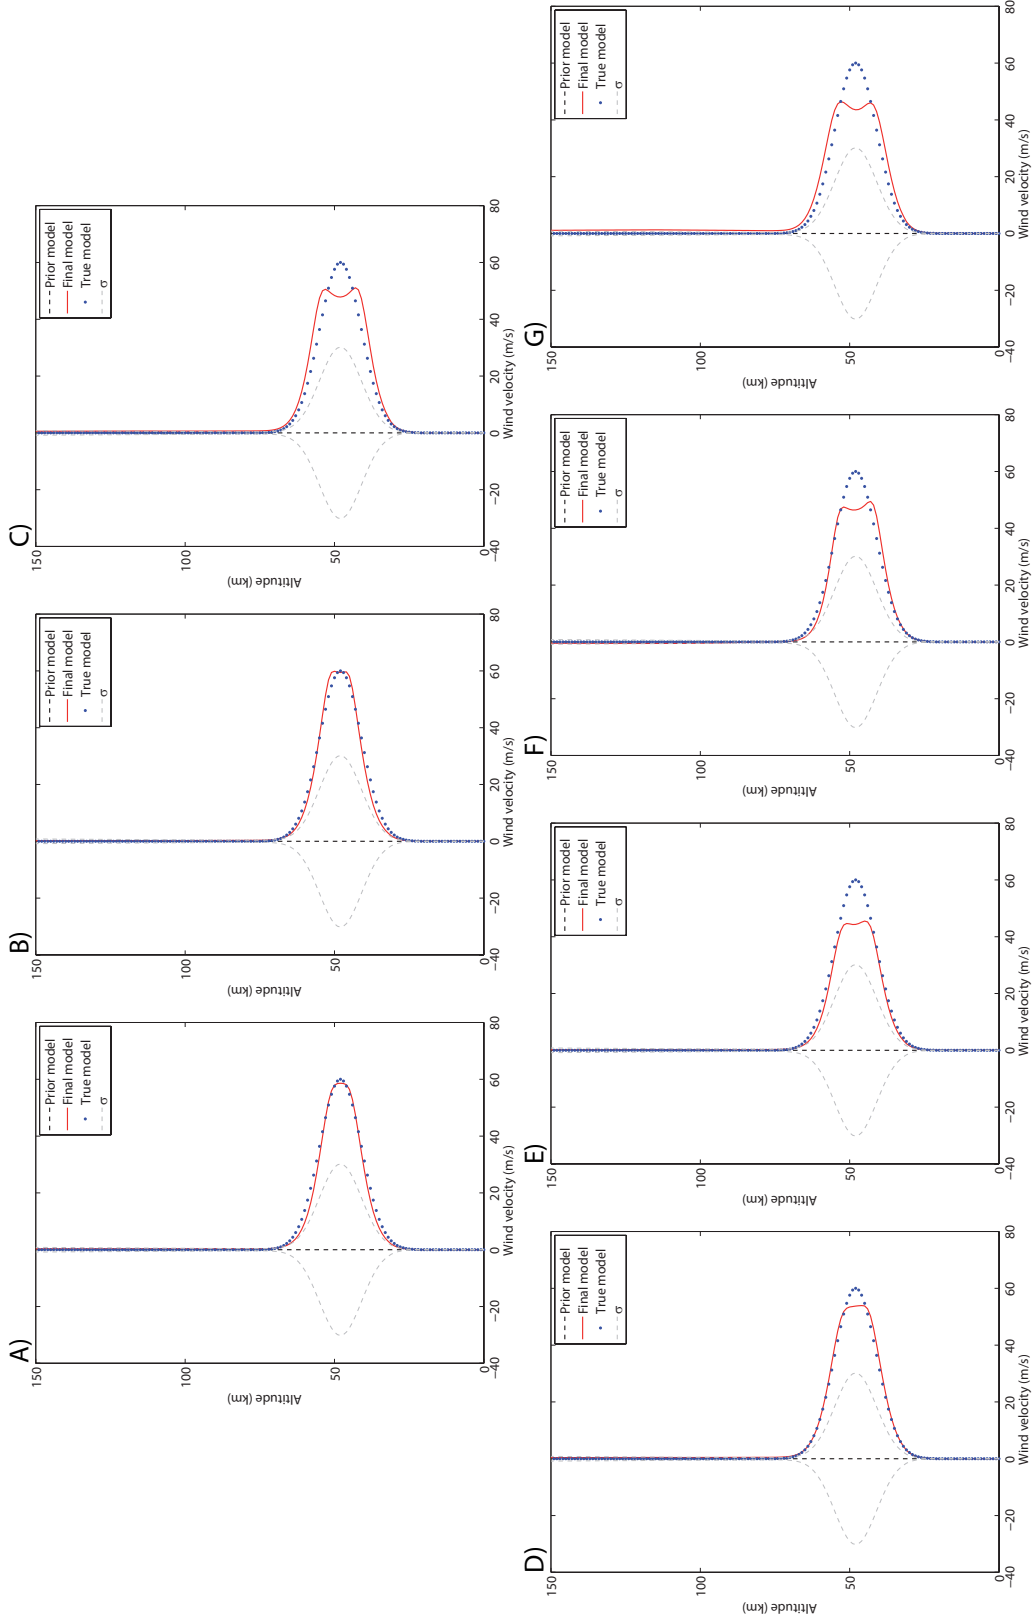 A)
150
100
50
0
Altitude (km)
−40
−20
0
20
40
60
80
Wind velocity (m/s)
Prior model
Final model
True model
σ
B)
150
100
50
0
Altitude (km)
−40
−20
0
20
40
60
80
Wind velocity (m/s)
Prior model
Final model
True model
σ
C)
150
100
50
0
Altitude (km)
−40
−20
0
20
40
60
80
Wind velocity (m/s)
Prior model
Final model
True model
σ
D)
150
100
50
0
Altitude (km)
−40
−20
0
20
40
60
80
Wind velocity (m/s)
Prior model
Final model
True model
σ
E)
150
100
50
0
Altitude (km)
−40
−20
0
20
40
60
80
Wind velocity (m/s)
Prior model
Final model
True model
σ
F)
150
100
50
0
Altitude (km)
−40
−20
0
20
40
60
80
Wind velocity (m/s)
Prior model
Final model
True model
σ
G)
150
100
50
0
Altitude (km)
−40
−20
0
20
40
60
80
Wind velocity (m/s)
Prior model
Final model
True model
σ